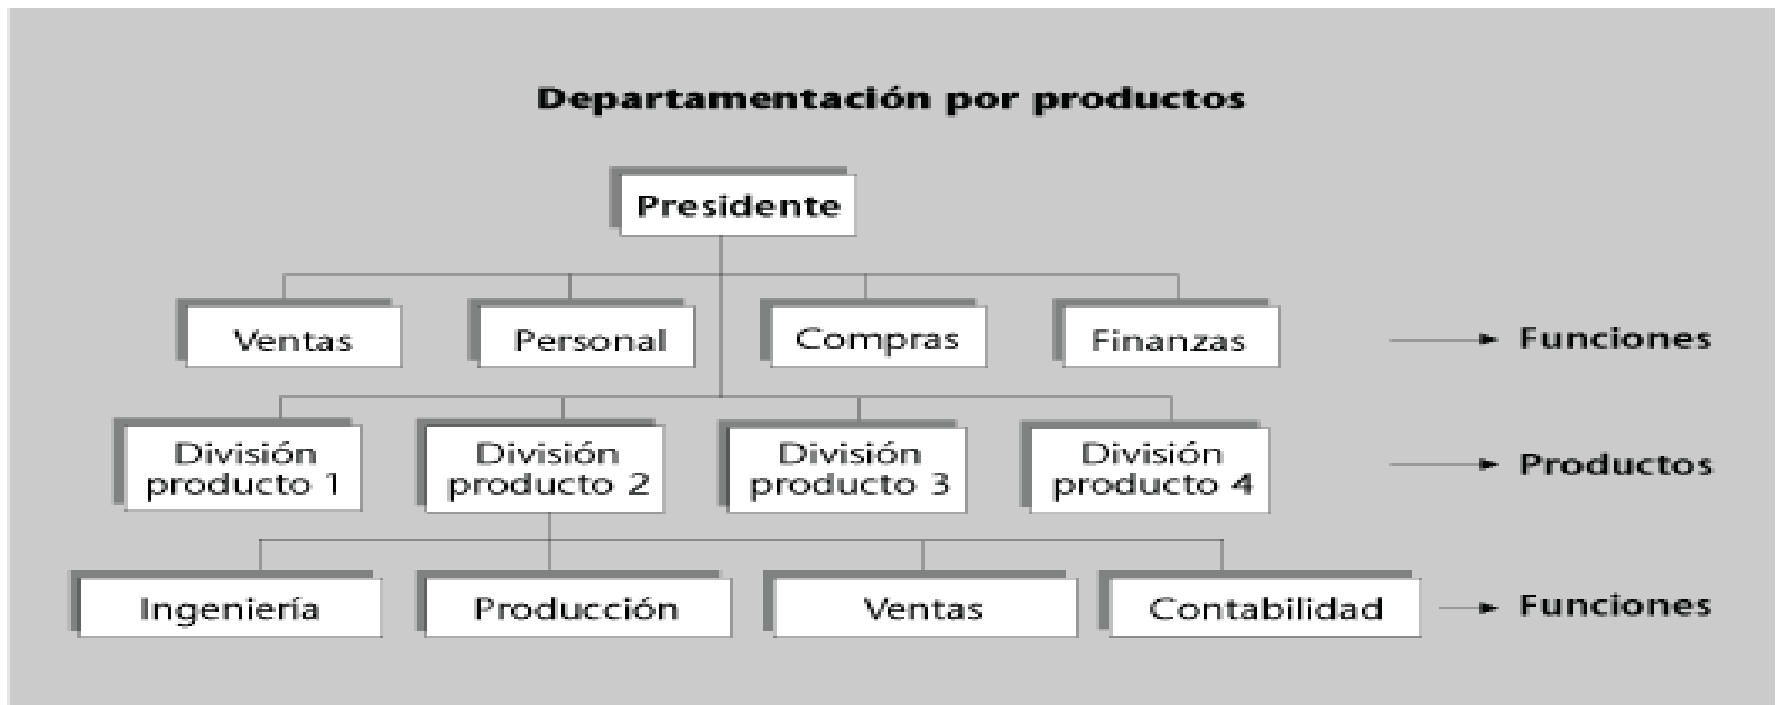 Departamentación por productos
Presidente
Ventas
Personal
Compras
Finanzas
Funciones
División
producto 1
División
producto 2
División
producto 3
División
producto 4
Productos
Ingeniería
Producción
Ventas
Contabilidad
Funciones